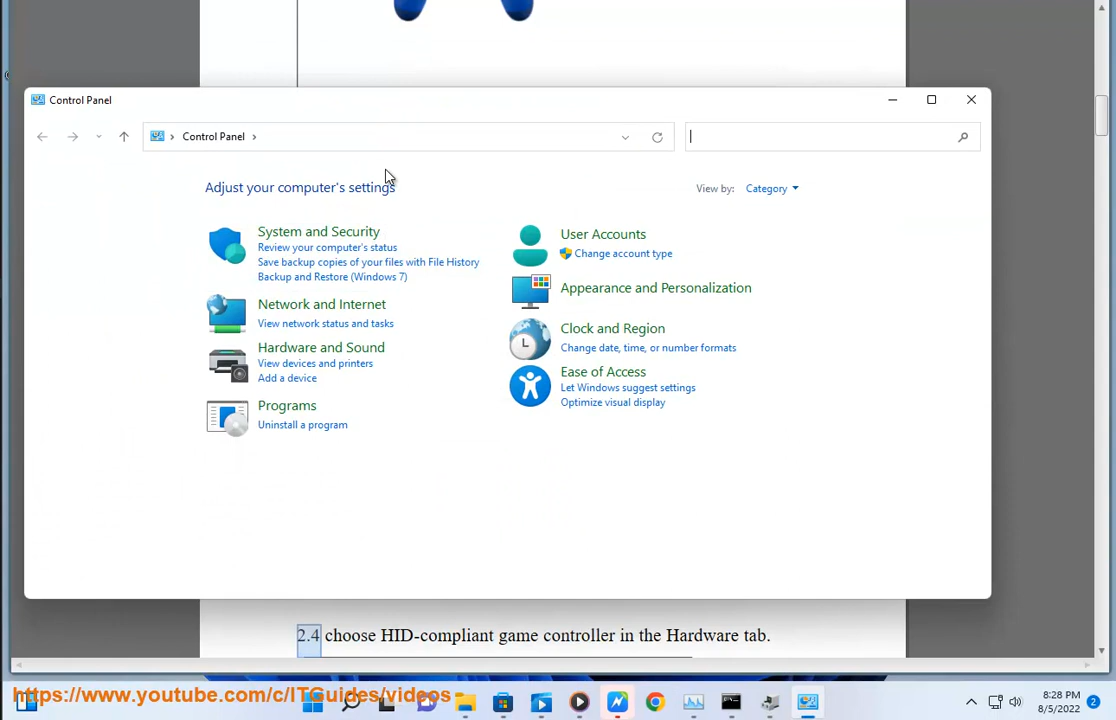 Control Panel
Control Panel
Adjust your computer's settings
View by: Category
System and Security
Review your computer's status
Save backup copies of your files with File History
Backup and Restore (Windows 7)
Network and Internet
View network status and tasks
Hardware and Sound
View devices and printers
Add a device
Programs
Uninstall a program
User Accounts
Change account type
Appearance and Personalization
Clock and Region
Change date, time, or number formats
Ease of Access
Let Windows suggest settings
Optimize visual display
2.4 choose HID-compliant game controller in the Hardware tab.
https://www.youtube.com/c/ITGuides/videos
8:28 PM
8/5/2022
2